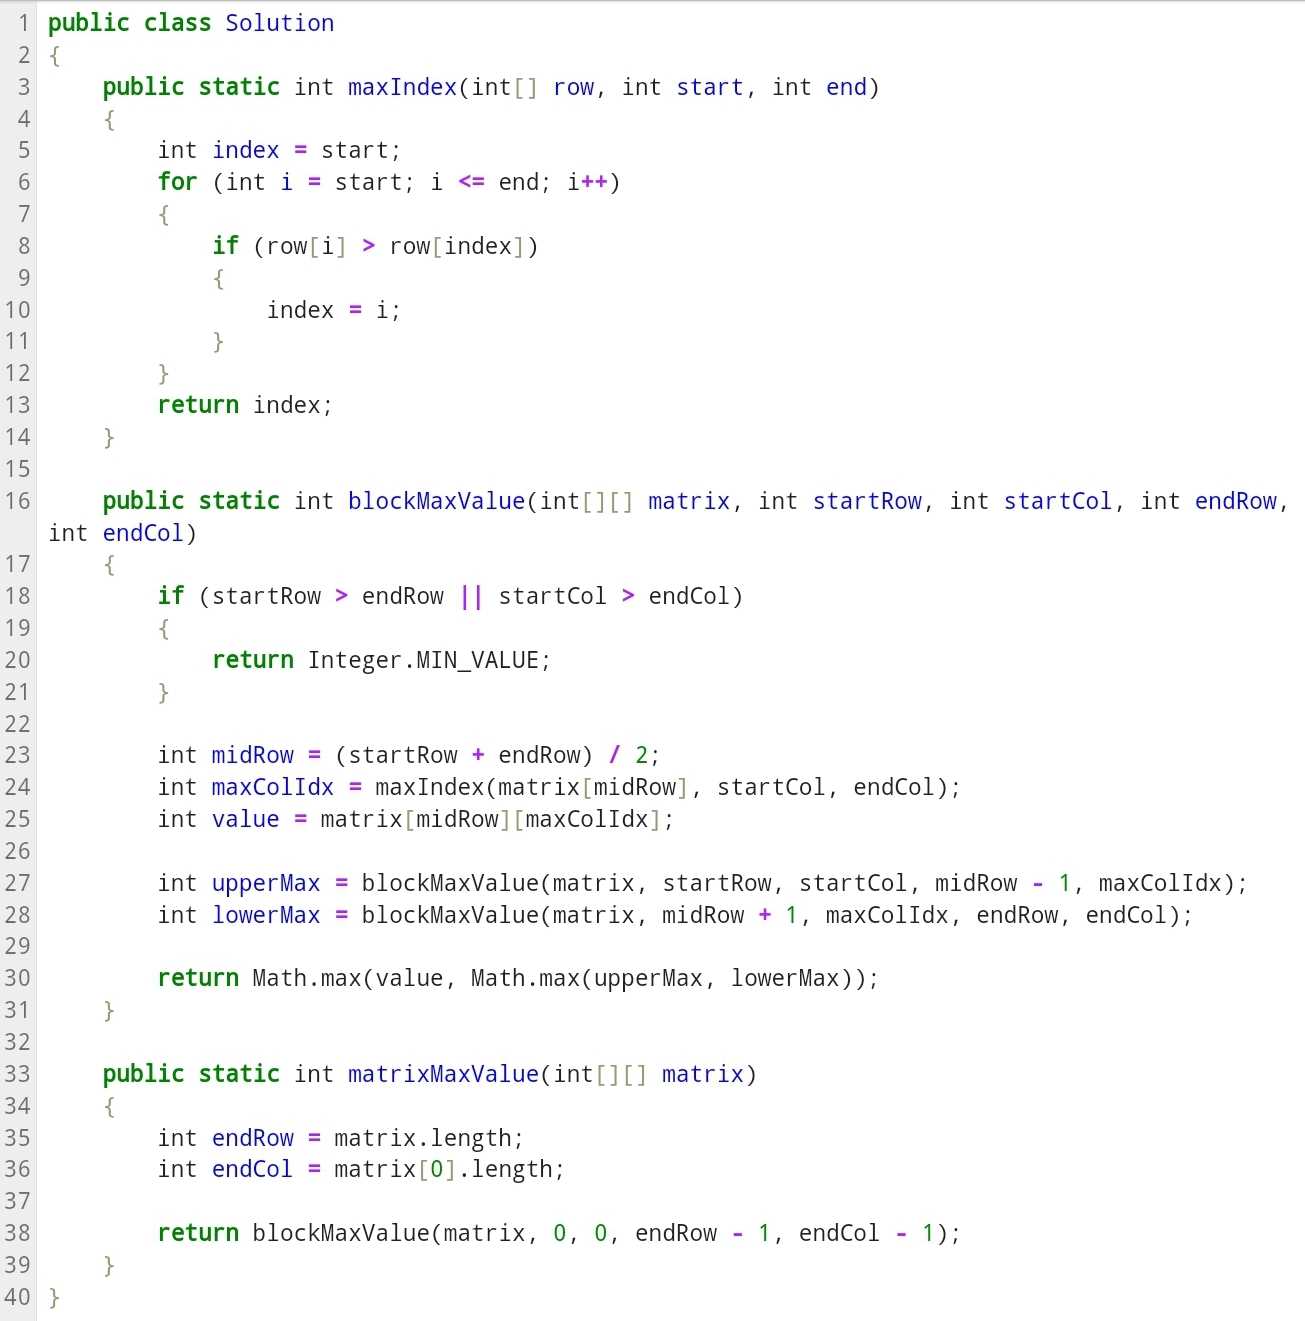 1 public class Solution
2 {
3     public static int maxIndex(int[] row, int start, int end)
4     {
5         int index = start;
6         for (int i = start; i <= end; i++)
7         {
8             if (row[i] > row[index])
9             {
10                 index = i;
11             }
12         }
13         return index;
14     }
15
16     public static int blockMaxValue(int[][] matrix, int startRow, int startCol, int endRow,
int endCol)
17     {
18         if (startRow > endRow || startCol > endCol)
19         {
20             return Integer.MIN_VALUE;
21         }
22
23         int midRow = (startRow + endRow) / 2;
24         int maxColIdx = maxIndex(matrix[midRow], startCol, endCol);
25         int value = matrix[midRow][maxColIdx];
26
27         int upperMax = blockMaxValue(matrix, startRow, startCol, midRow - 1, maxColIdx);
28         int lowerMax = blockMaxValue(matrix, midRow + 1, maxColIdx, endRow, endCol);
29
30         return Math.max(value, Math.max(upperMax, lowerMax));
31     }
32
33     public static int matrixMaxValue(int[][] matrix)
34     {
35         int endRow = matrix.length;
36         int endCol = matrix[0].length;
37
38         return blockMaxValue(matrix, 0, 0, endRow - 1, endCol - 1);
39     }
40 }